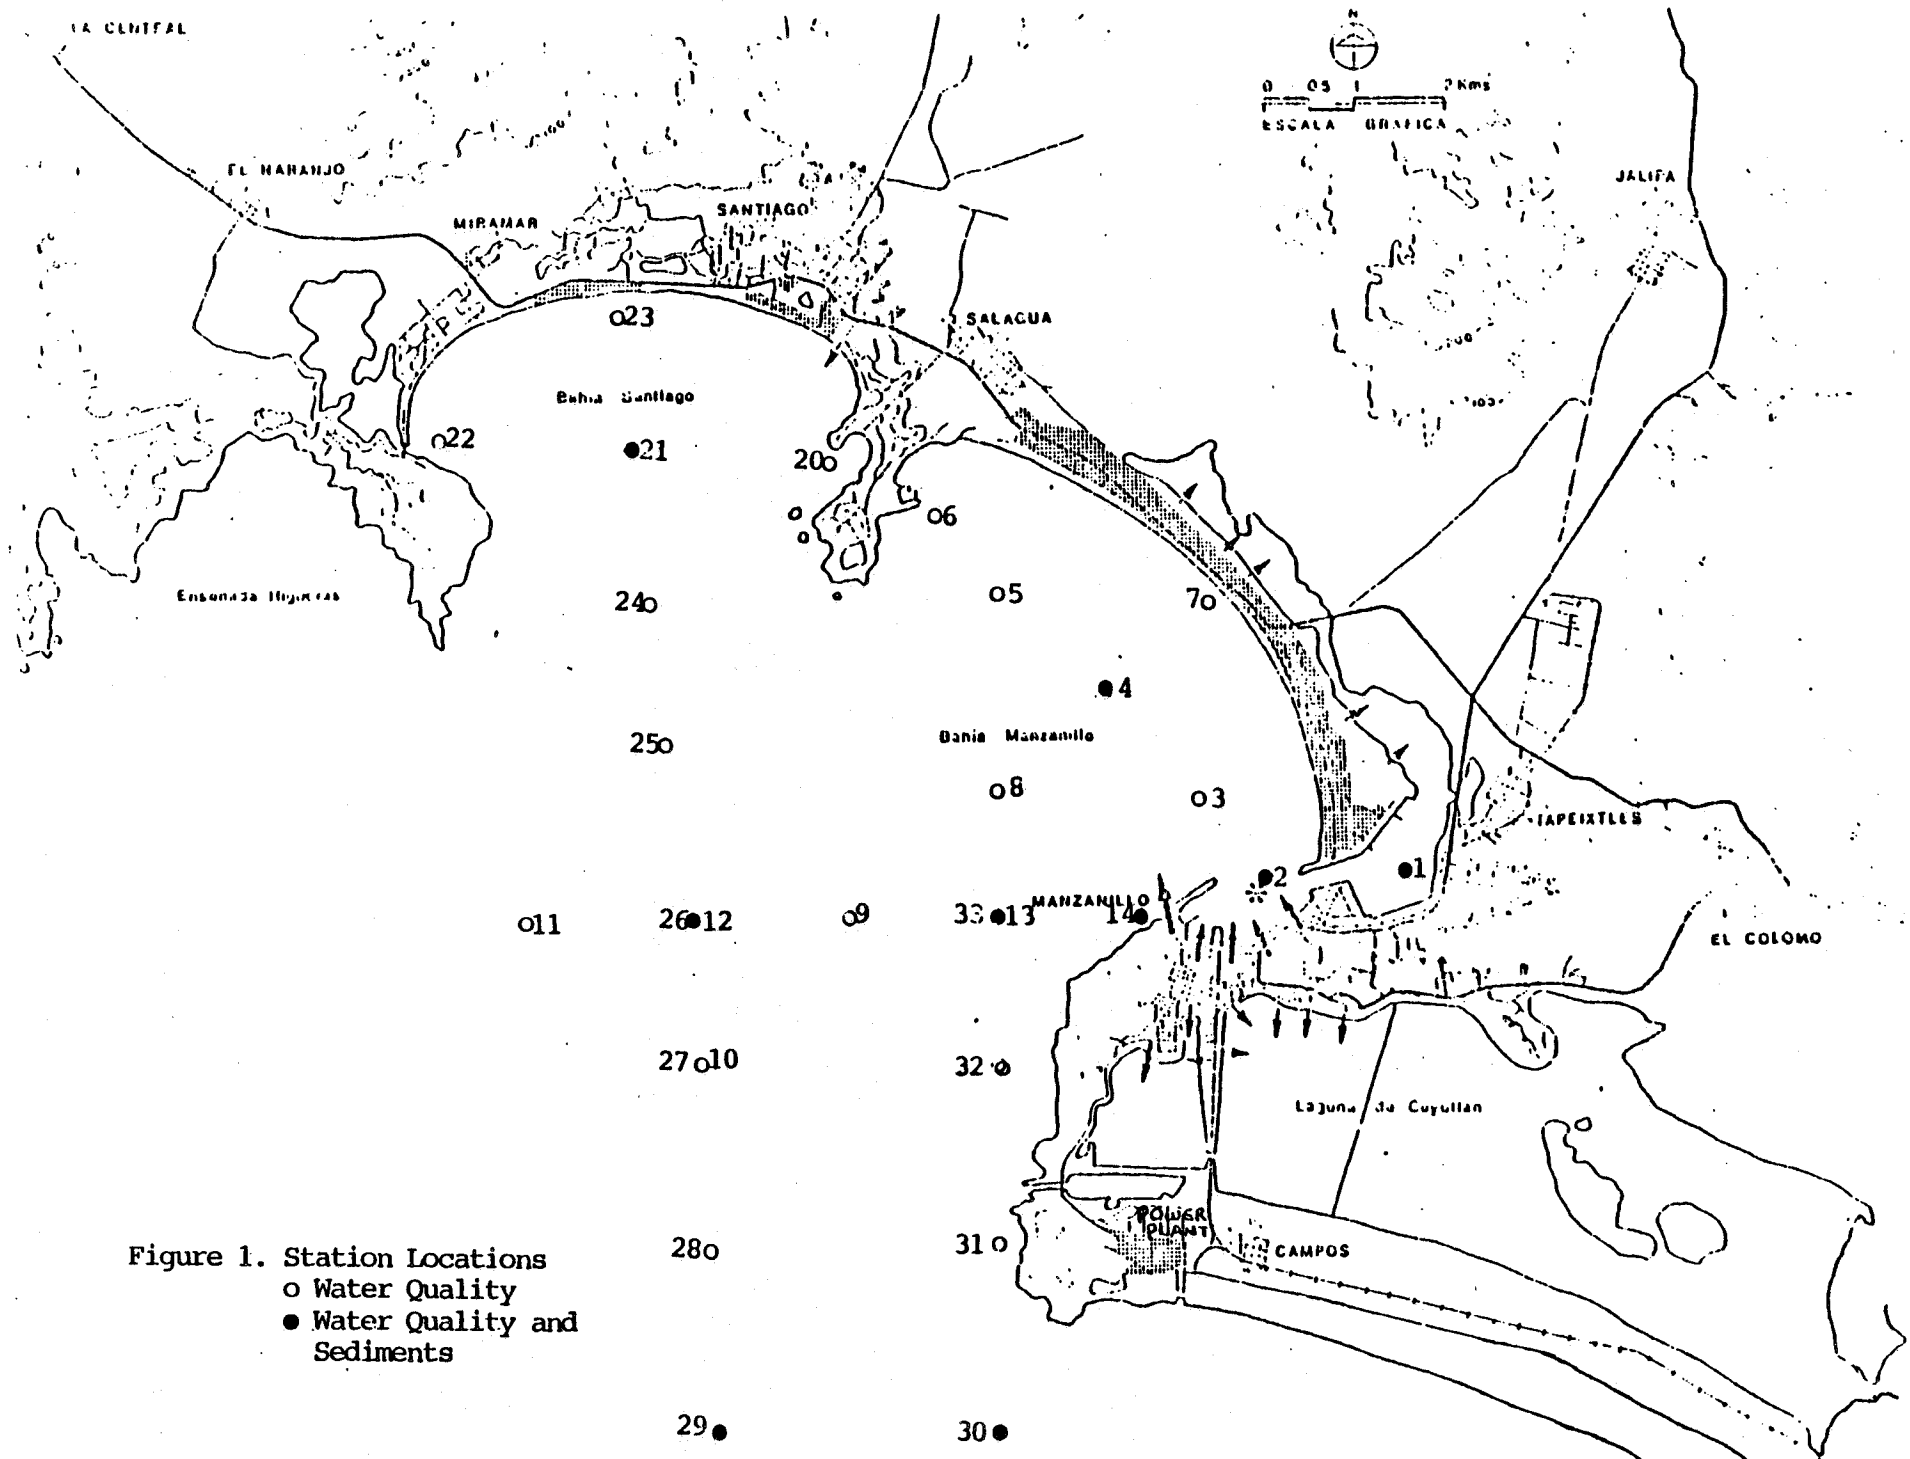 LA CENTRAL
N
0 05 1 2 Kms
ESCALA GRAFICA
EL NARANJO
JALIPA
MIRAMAR
SANTIAGO
SALAGUA
23
Bahia Santiago
22
21
20
6
Ensenada Higueras
24
5
7
4
25
Bahia Manzanillo
8
3
TAPEIXTLES
2
1
MANZANILLO
11
26 12
9
33 13
14
EL COLOMO
27 10
32
Laguna de Cuyutlan
POWER
PLANT
28
31
CAMPOS
Figure 1. Station Locations
o Water Quality
● Water Quality and
Sediments
29
30